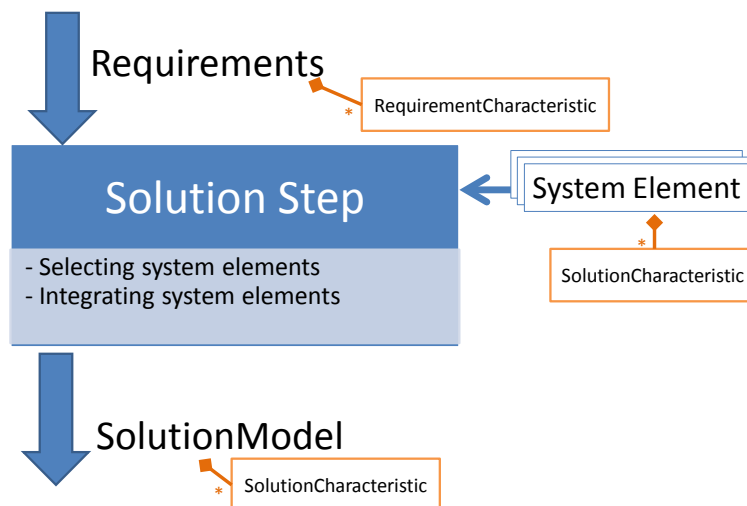 Requirements
RequirementCharacteristic
*
Solution Step
System Element
- Selecting system elements
- Integrating system elements
*
SolutionCharacteristic
SolutionModel
SolutionCharacteristic
*